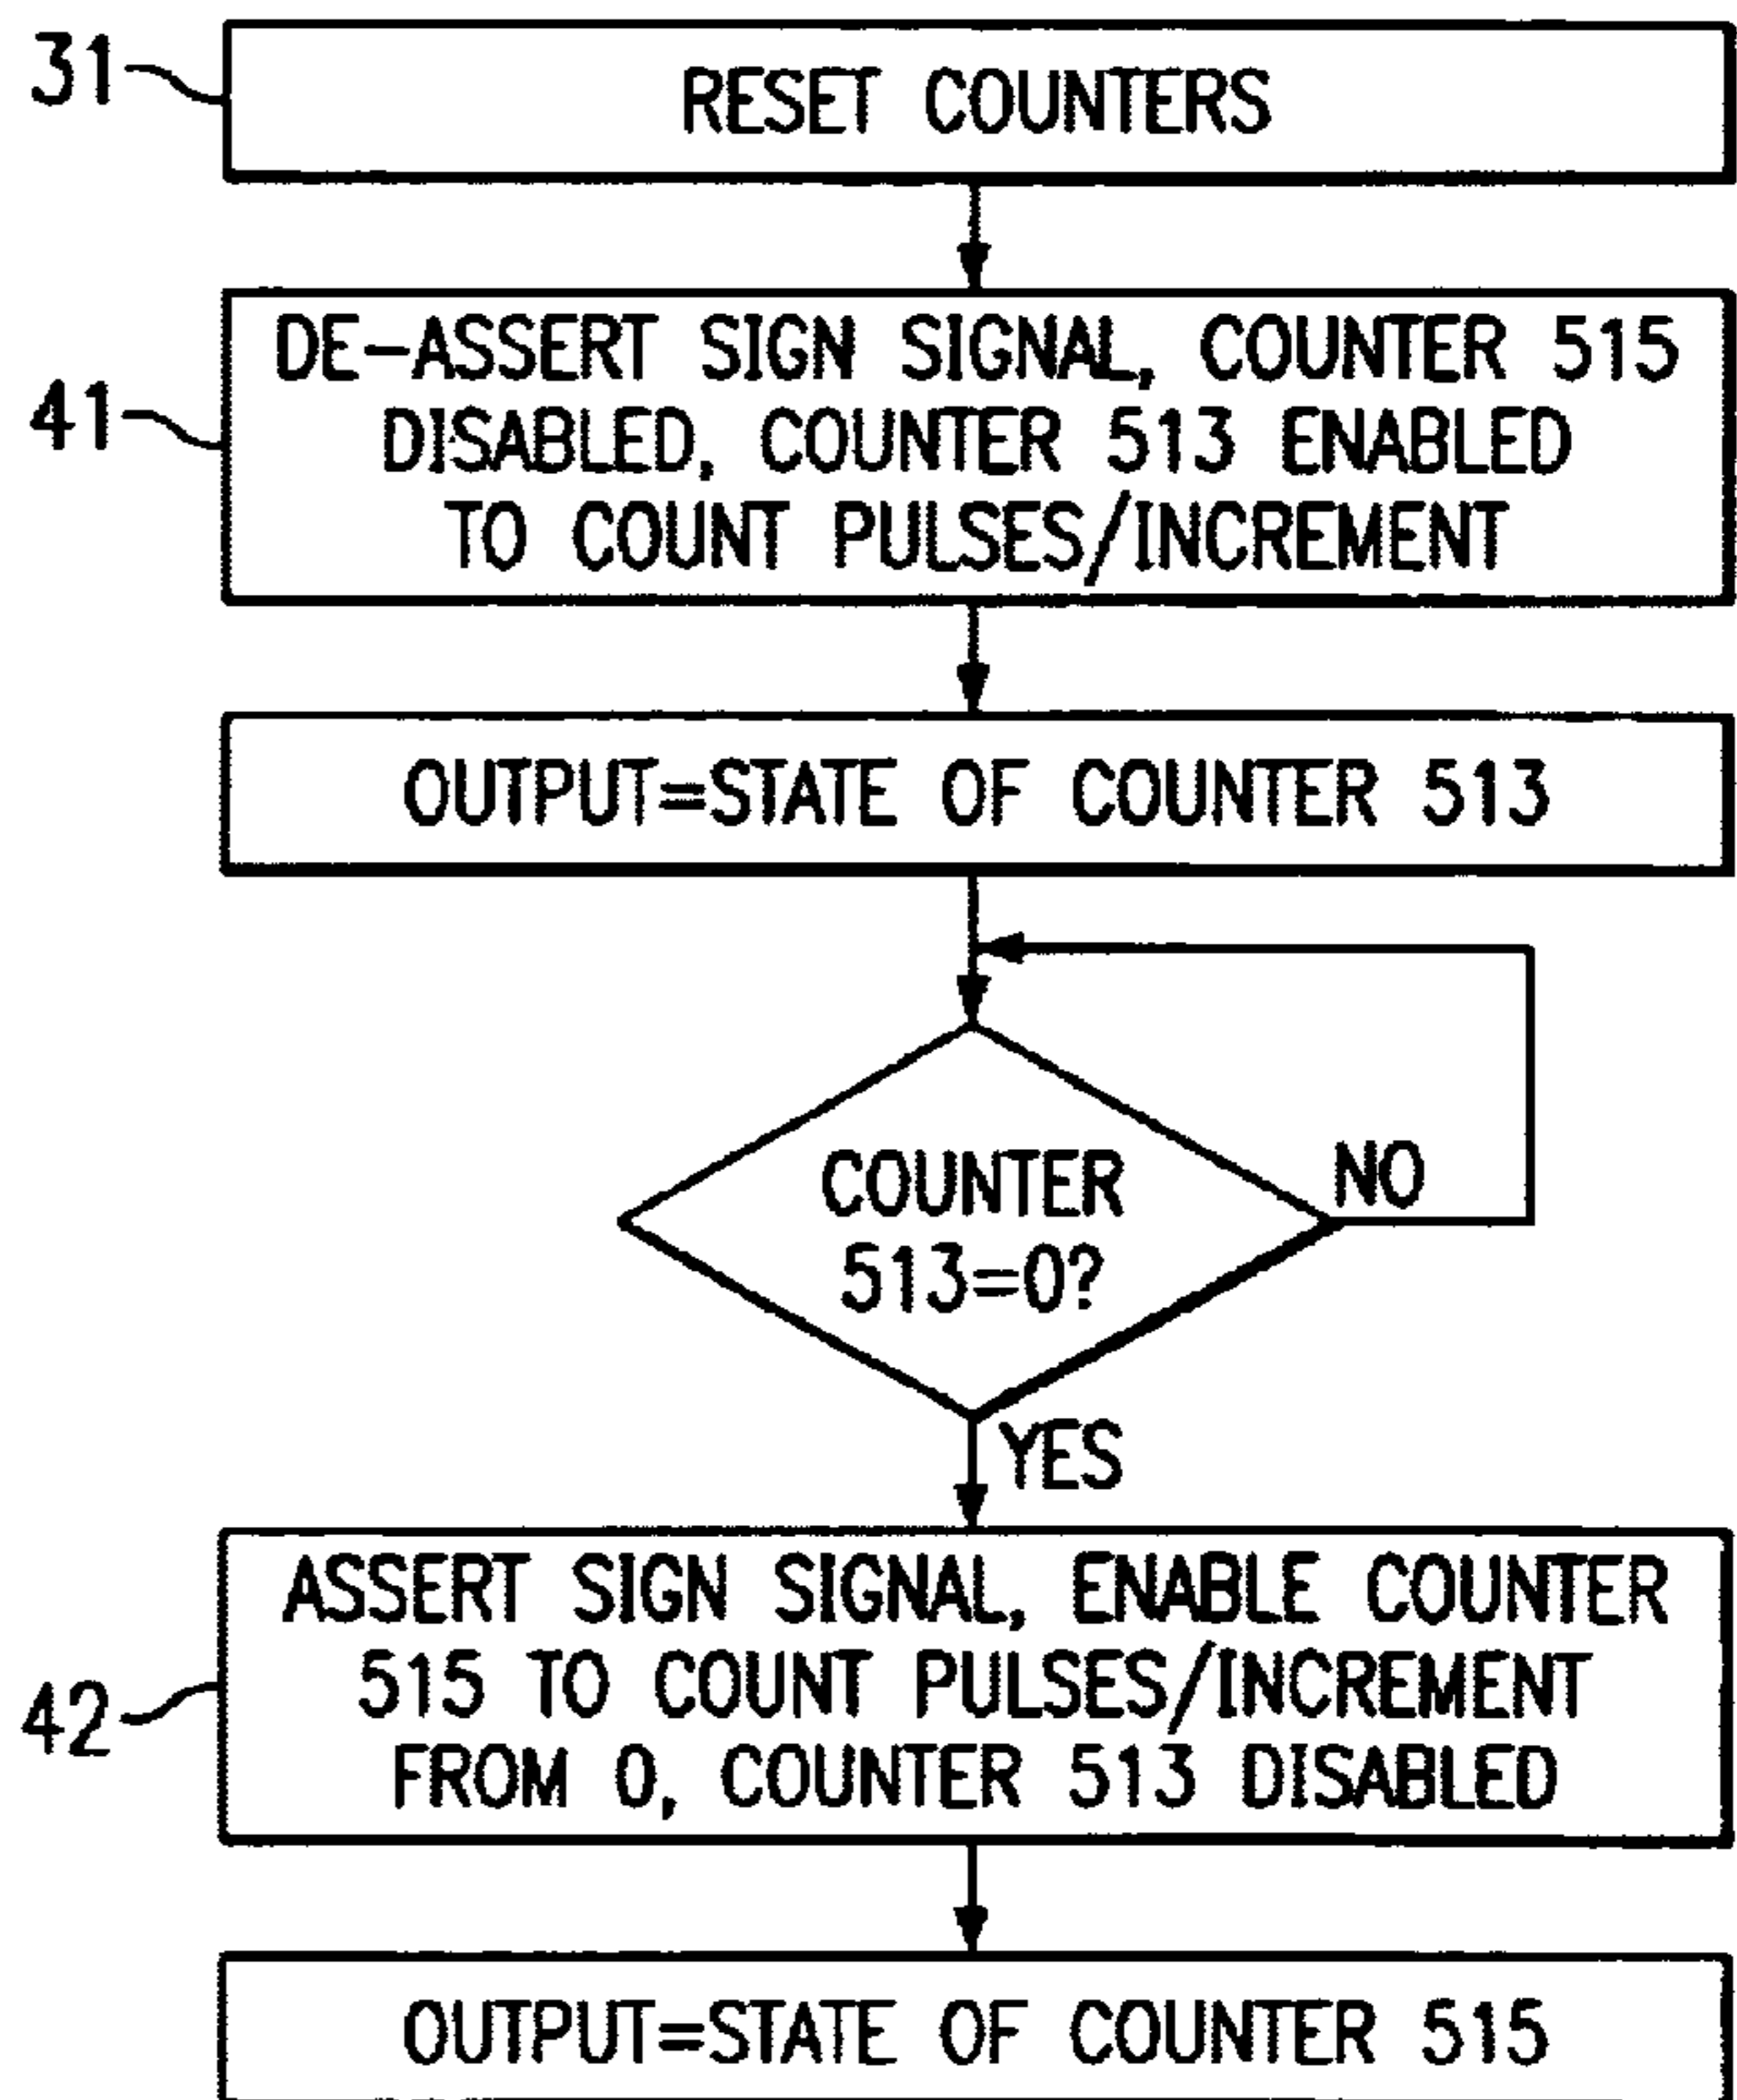 31
RESET COUNTERS
41
DE-ASSERT SIGN SIGNAL, COUNTER 515
DISABLED, COUNTER 513 ENABLED
TO COUNT PULSES/INCREMENT
OUTPUT=STATE OF COUNTER 513
COUNTER
513=0?
NO
YES
42
ASSERT SIGN SIGNAL, ENABLE COUNTER
515 TO COUNT PULSES/INCREMENT
FROM 0, COUNTER 513 DISABLED
OUTPUT=STATE OF COUNTER 515